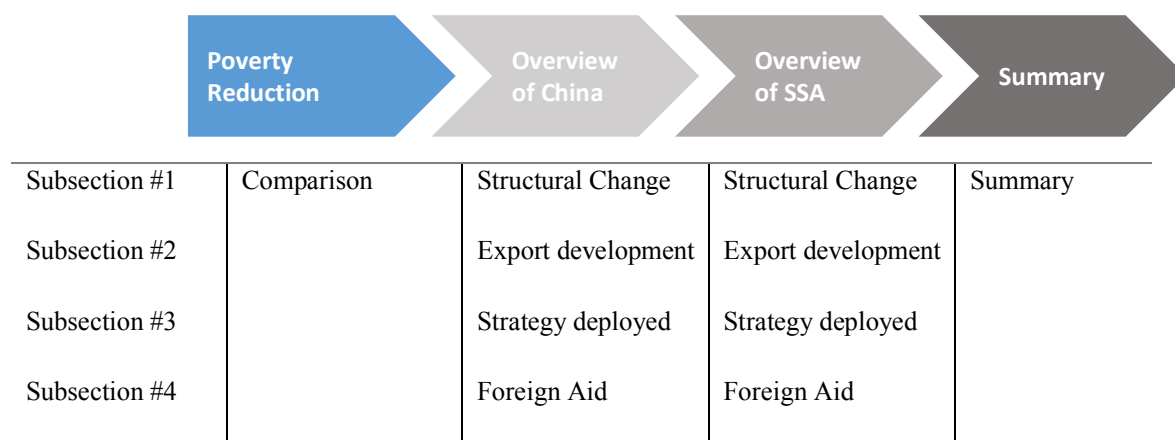 Poverty
Reduction
Overview
of China
Overview
of SSA
Summary
Subsection #1 Comparison Structural Change Structural Change Summary
Subsection #2 Export development Export development
Subsection #3 Strategy deployed Strategy deployed
Subsection #4 Foreign Aid Foreign Aid